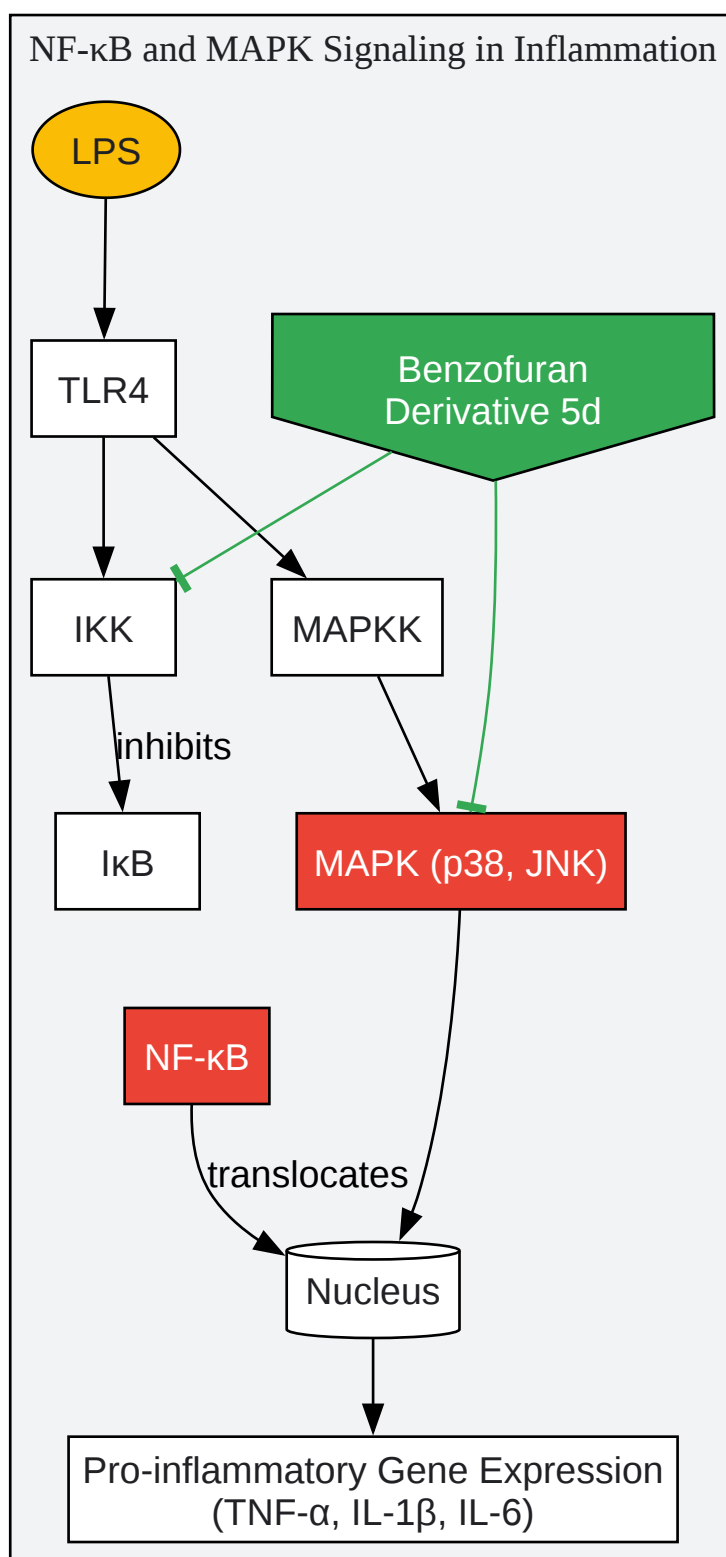 NF-κB and MAPK Signaling in Inflammation
LPS
TLR4
Benzofuran
Derivative 5d
IKK
MAPKK
inhibits
IκB
MAPK (p38, JNK)
NF-κB
translocates
Nucleus
Pro-inflammatory Gene Expression
(TNF-α, IL-1β, IL-6)